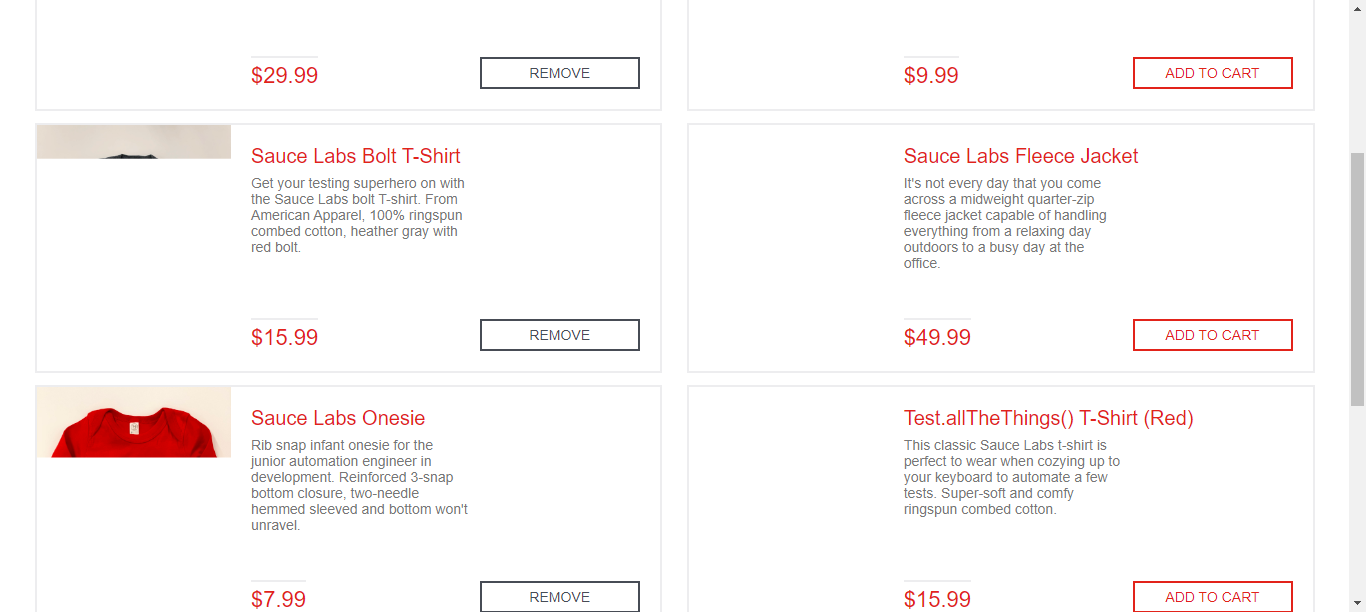 $29.99
REMOVE
$9.99
ADD TO CART
Sauce Labs Bolt T-Shirt
Get your testing superhero on with
the Sauce Labs bolt T-shirt. From
American Apparel, 100% ringspun
combed cotton, heather gray with
red bolt.
$15.99
REMOVE
Sauce Labs Fleece Jacket
It's not every day that you come
across a midweight quarter-zip
fleece jacket capable of handling
everything from a relaxing day
outdoors to a busy day at the
office.
$49.99
ADD TO CART
Sauce Labs Onesie
Rib snap infant onesie for the
junior automation engineer in
development. Reinforced 3-snap
bottom closure, two-needle
hemmed sleeved and bottom won't
unravel.
$7.99
REMOVE
Test.allTheThings() T-Shirt (Red)
This classic Sauce Labs t-shirt is
perfect to wear when cozying up to
your keyboard to automate a few
tests. Super-soft and comfy
ringspun combed cotton.
$15.99
ADD TO CART